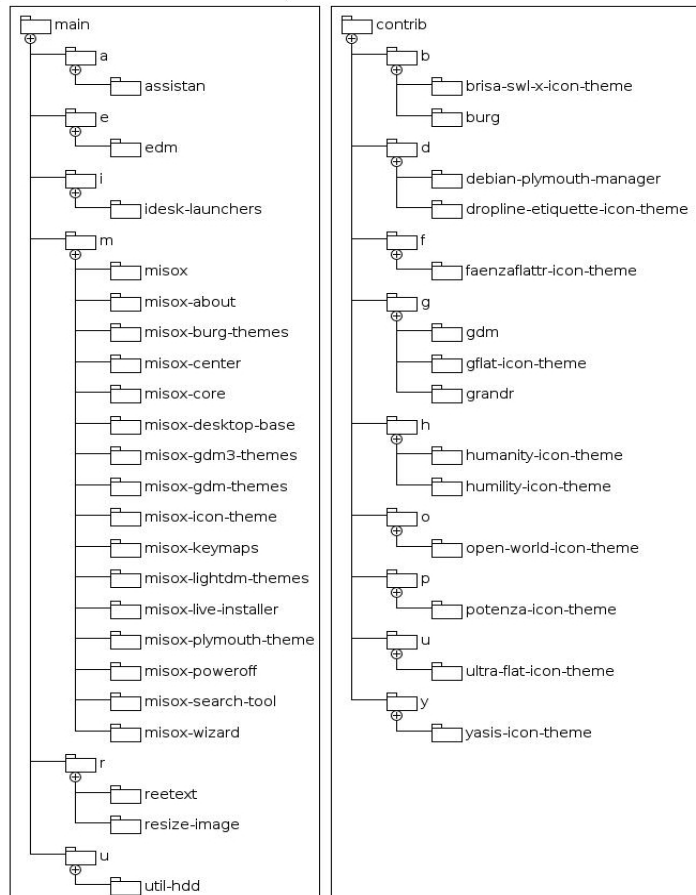 main
a
assistan
e
edm
i
idesk-launchers
m
misox
misox-about
misox-burg-themes
misox-center
misox-core
misox-desktop-base
misox-gdm3-themes
misox-gdm-themes
misox-icon-theme
misox-keymaps
misox-lightdm-themes
misox-live-installer
misox-plymouth-theme
misox-poweroff
misox-search-tool
misox-wizard
r
reetext
resize-image
u
util-hdd
contrib
b
brisa-swl-x-icon-theme
burg
d
debian-plymouth-manager
dropline-etiquette-icon-theme
f
faenzaflattr-icon-theme
g
gdm
gflat-icon-theme
grandr
h
humanity-icon-theme
humility-icon-theme
o
open-world-icon-theme
p
potenza-icon-theme
u
ultra-flat-icon-theme
y
yasis-icon-theme